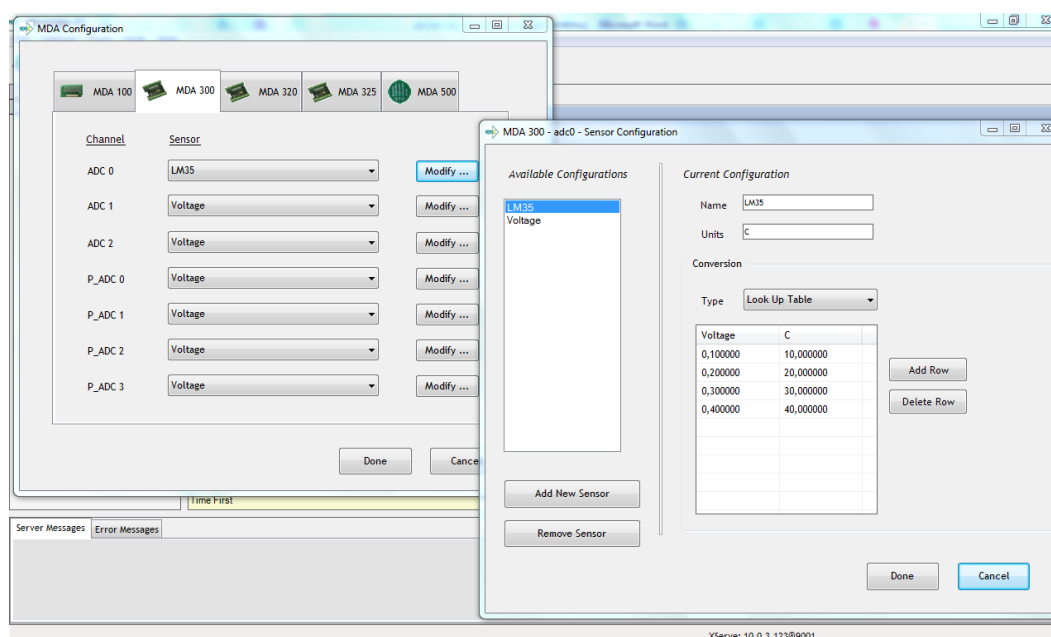 MDA Configuration
MDA 100
MDA 300
MDA 320
MDA 325
MDA 500
Channel Sensor
ADC 0 LM35 Modify ...
ADC 1 Voltage Modify ...
ADC 2 Voltage Modify ...
P_ADC 0 Voltage Modify ...
P_ADC 1 Voltage Modify ...
P_ADC 2 Voltage Modify ...
P_ADC 3 Voltage Modify ...
Done Cance
Time First
Server Messages Error Messages
MDA 300 - adc0 - Sensor Configuration
Available Configurations
LM35
Voltage
Add New Sensor
Remove Sensor
Current Configuration
Name LM35
Units C
Conversion
Type Look Up Table
Voltage C
0,100000 10,000000
0,200000 20,000000
0,300000 30,000000
0,400000 40,000000
Add Row
Delete Row
Done Cancel